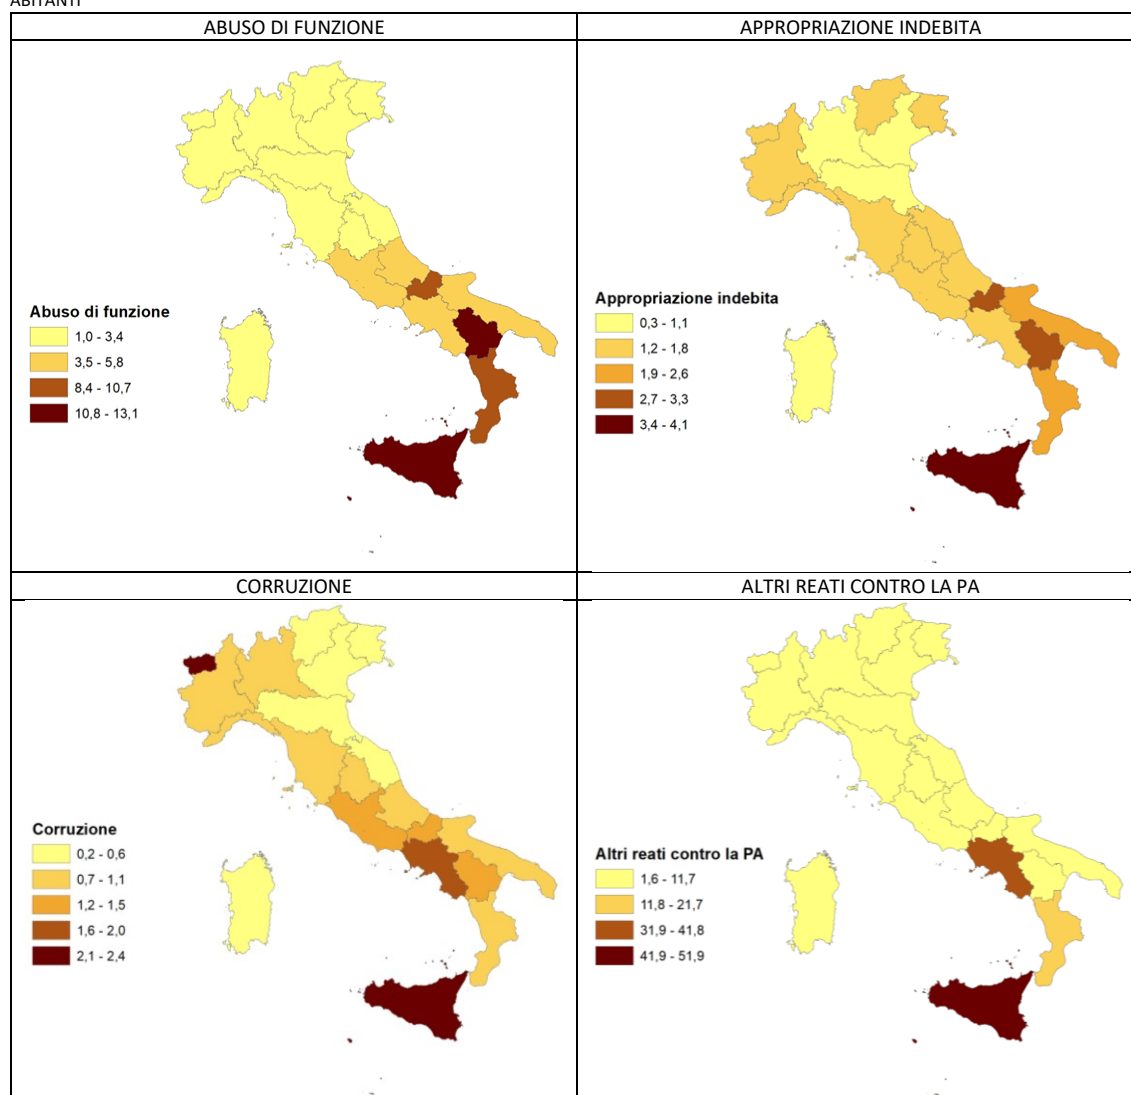 ABITANTI
ABUSO DI FUNZIONE
APPROPRIAZIONE INDEBITA
Abuso di funzione
1,0 - 3,4
3,5 - 5,8
8,4 - 10,7
10,8 - 13,1
Appropriazione indebita
0,3 - 1,1
1,2 - 1,8
1,9 - 2,6
2,7 - 3,3
3,4 - 4,1
CORRUZIONE
ALTRI REATI CONTRO LA PA
Corruzione
0,2 - 0,6
0,7 - 1,1
1,2 - 1,5
1,6 - 2,0
2,1 - 2,4
Altri reati contro la PA
1,6 - 11,7
11,8 - 21,7
31,9 - 41,8
41,9 - 51,9